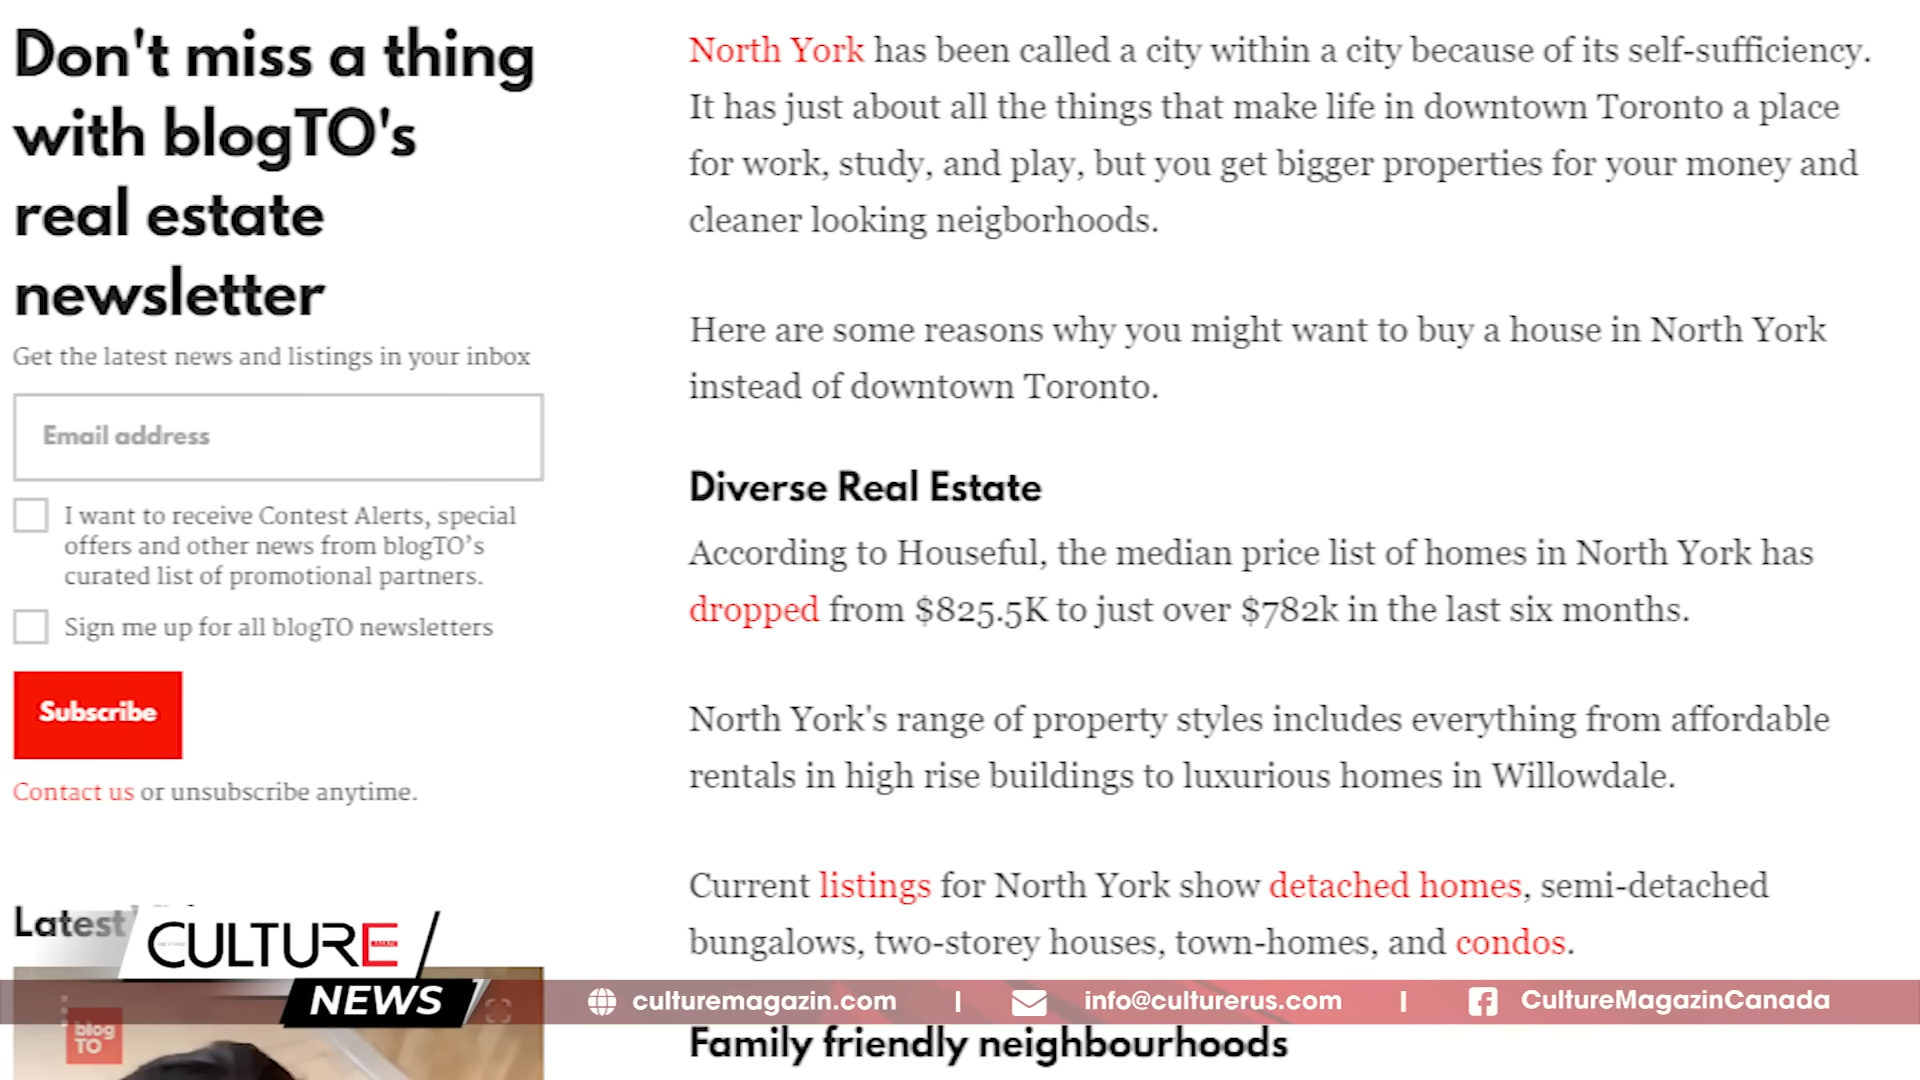 Don't miss a thing
with blogTO's
real estate
newsletter
Get the latest news and listings in your inbox
Email address
I want to receive Contest Alerts, special
offers and other news from blogTO's
curated list of promotional partners.
Sign me up for all blogTO newsletters
Subscribe
Contact us or unsubscribe anytime.
Latest
North York has been called a city within a city because of its self-sufficiency.
It has just about all the things that make life in downtown Toronto a place
for work, study, and play, but you get bigger properties for your money and
cleaner looking neigborhoods.
Here are some reasons why you might want to buy a house in North York
instead of downtown Toronto.
Diverse Real Estate
According to Houseful, the median price list of homes in North York has
dropped from $825.5K to just over $782k in the last six months.
North York's range of property styles includes everything from affordable
rentals in high rise buildings to luxurious homes in Willowdale.
Current listings for North York show detached homes, semi-detached
bungalows, two-storey houses, town-homes, and condos.
Family friendly neighbourhoods
CULTURE
MAGAZIN
NEWS
blog
TO
culturemagazin.com | info@culturerus.com | CultureMagazinCanada